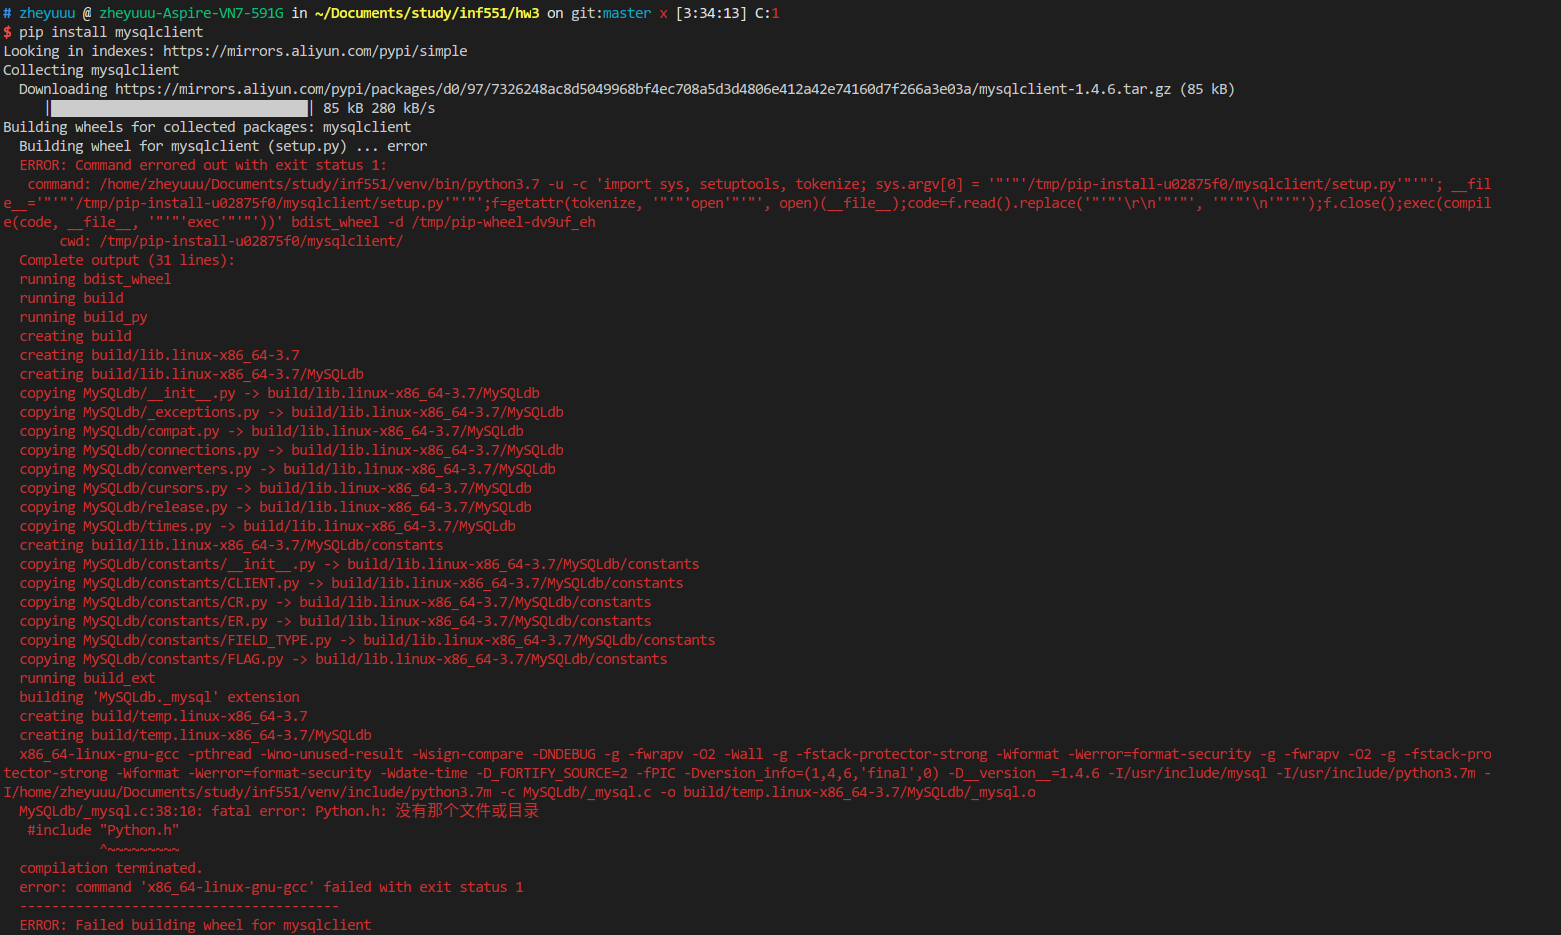 # zheyuuu @ zheyuuu-Aspire-VN7-591G in ~/Documents/study/inf551/hw3 on git:master x [3:34:13] C:1
$ pip install mysqlclient
Looking in indexes: https://mirrors.aliyun.com/pypi/simple
Collecting mysqlclient
  Downloading https://mirrors.aliyun.com/pypi/packages/d0/97/7326248ac8d5049968bf4ec708a5d3d4806e412a42e74160d7f266a3e03a/mysqlclient-1.4.6.tar.gz (85 kB)
     |████████████████████████████████| 85 kB 280 kB/s
Building wheels for collected packages: mysqlclient
  Building wheel for mysqlclient (setup.py) ... error
  ERROR: Command errored out with exit status 1:
   command: /home/zheyuuu/Documents/study/inf551/venv/bin/python3.7 -u -c 'import sys, setuptools, tokenize; sys.argv[0] = '"'"'/tmp/pip-install-u02875f0/mysqlclient/setup.py'"'"'; __fil
e__='"'"'/tmp/pip-install-u02875f0/mysqlclient/setup.py'"'"';f=getattr(tokenize, '"'"'open'"'"', open)(__file__);code=f.read().replace('"'"'\r\n'"'"', '"'"'\n'"'"');f.close();exec(compil
e(code, __file__, '"'"'exec'"'"'))' bdist_wheel -d /tmp/pip-wheel-dv9uf_eh
       cwd: /tmp/pip-install-u02875f0/mysqlclient/
  Complete output (31 lines):
  running bdist_wheel
  running build
  running build_py
  creating build
  creating build/lib.linux-x86_64-3.7
  creating build/lib.linux-x86_64-3.7/MySQLdb
  copying MySQLdb/__init__.py -> build/lib.linux-x86_64-3.7/MySQLdb
  copying MySQLdb/_exceptions.py -> build/lib.linux-x86_64-3.7/MySQLdb
  copying MySQLdb/compat.py -> build/lib.linux-x86_64-3.7/MySQLdb
  copying MySQLdb/connections.py -> build/lib.linux-x86_64-3.7/MySQLdb
  copying MySQLdb/converters.py -> build/lib.linux-x86_64-3.7/MySQLdb
  copying MySQLdb/cursors.py -> build/lib.linux-x86_64-3.7/MySQLdb
  copying MySQLdb/release.py -> build/lib.linux-x86_64-3.7/MySQLdb
  copying MySQLdb/times.py -> build/lib.linux-x86_64-3.7/MySQLdb
  creating build/lib.linux-x86_64-3.7/MySQLdb/constants
  copying MySQLdb/constants/__init__.py -> build/lib.linux-x86_64-3.7/MySQLdb/constants
  copying MySQLdb/constants/CLIENT.py -> build/lib.linux-x86_64-3.7/MySQLdb/constants
  copying MySQLdb/constants/CR.py -> build/lib.linux-x86_64-3.7/MySQLdb/constants
  copying MySQLdb/constants/ER.py -> build/lib.linux-x86_64-3.7/MySQLdb/constants
  copying MySQLdb/constants/FIELD_TYPE.py -> build/lib.linux-x86_64-3.7/MySQLdb/constants
  copying MySQLdb/constants/FLAG.py -> build/lib.linux-x86_64-3.7/MySQLdb/constants
  running build_ext
  building 'MySQLdb._mysql' extension
  creating build/temp.linux-x86_64-3.7
  creating build/temp.linux-x86_64-3.7/MySQLdb
  x86_64-linux-gnu-gcc -pthread -Wno-unused-result -Wsign-compare -DNDEBUG -g -fwrapv -O2 -Wall -g -fstack-protector-strong -Wformat -Werror=format-security -g -fwrapv -O2 -g -fstack-pro
tector-strong -Wformat -Werror=format-security -Wdate-time -D_FORTIFY_SOURCE=2 -fPIC -Dversion_info=(1,4,6,'final',0) -D__version__=1.4.6 -I/usr/include/mysql -I/usr/include/python3.7m -
I/home/zheyuuu/Documents/study/inf551/venv/include/python3.7m -c MySQLdb/_mysql.c -o build/temp.linux-x86_64-3.7/MySQLdb/_mysql.o
  MySQLdb/_mysql.c:38:10: fatal error: Python.h: 没有那个文件或目录
   #include "Python.h"
            ^~~~~~~~~~
  compilation terminated.
  error: command 'x86_64-linux-gnu-gcc' failed with exit status 1
  ----------------------------------------
  ERROR: Failed building wheel for mysqlclient